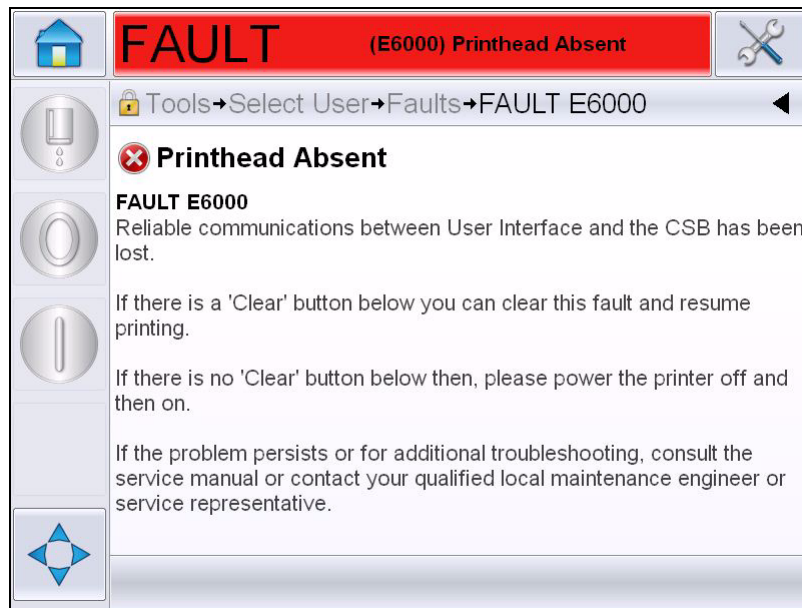 FAULT (E6000) Printhead Absent
Tools→Select User→Faults→FAULT E6000
Printhead Absent
FAULT E6000
Reliable communications between User Interface and the CSB has been
lost.
If there is a 'Clear' button below you can clear this fault and resume
printing.
If there is no 'Clear' button below then, please power the printer off and
then on.
If the problem persists or for additional troubleshooting, consult the
service manual or contact your qualified local maintenance engineer or
service representative.